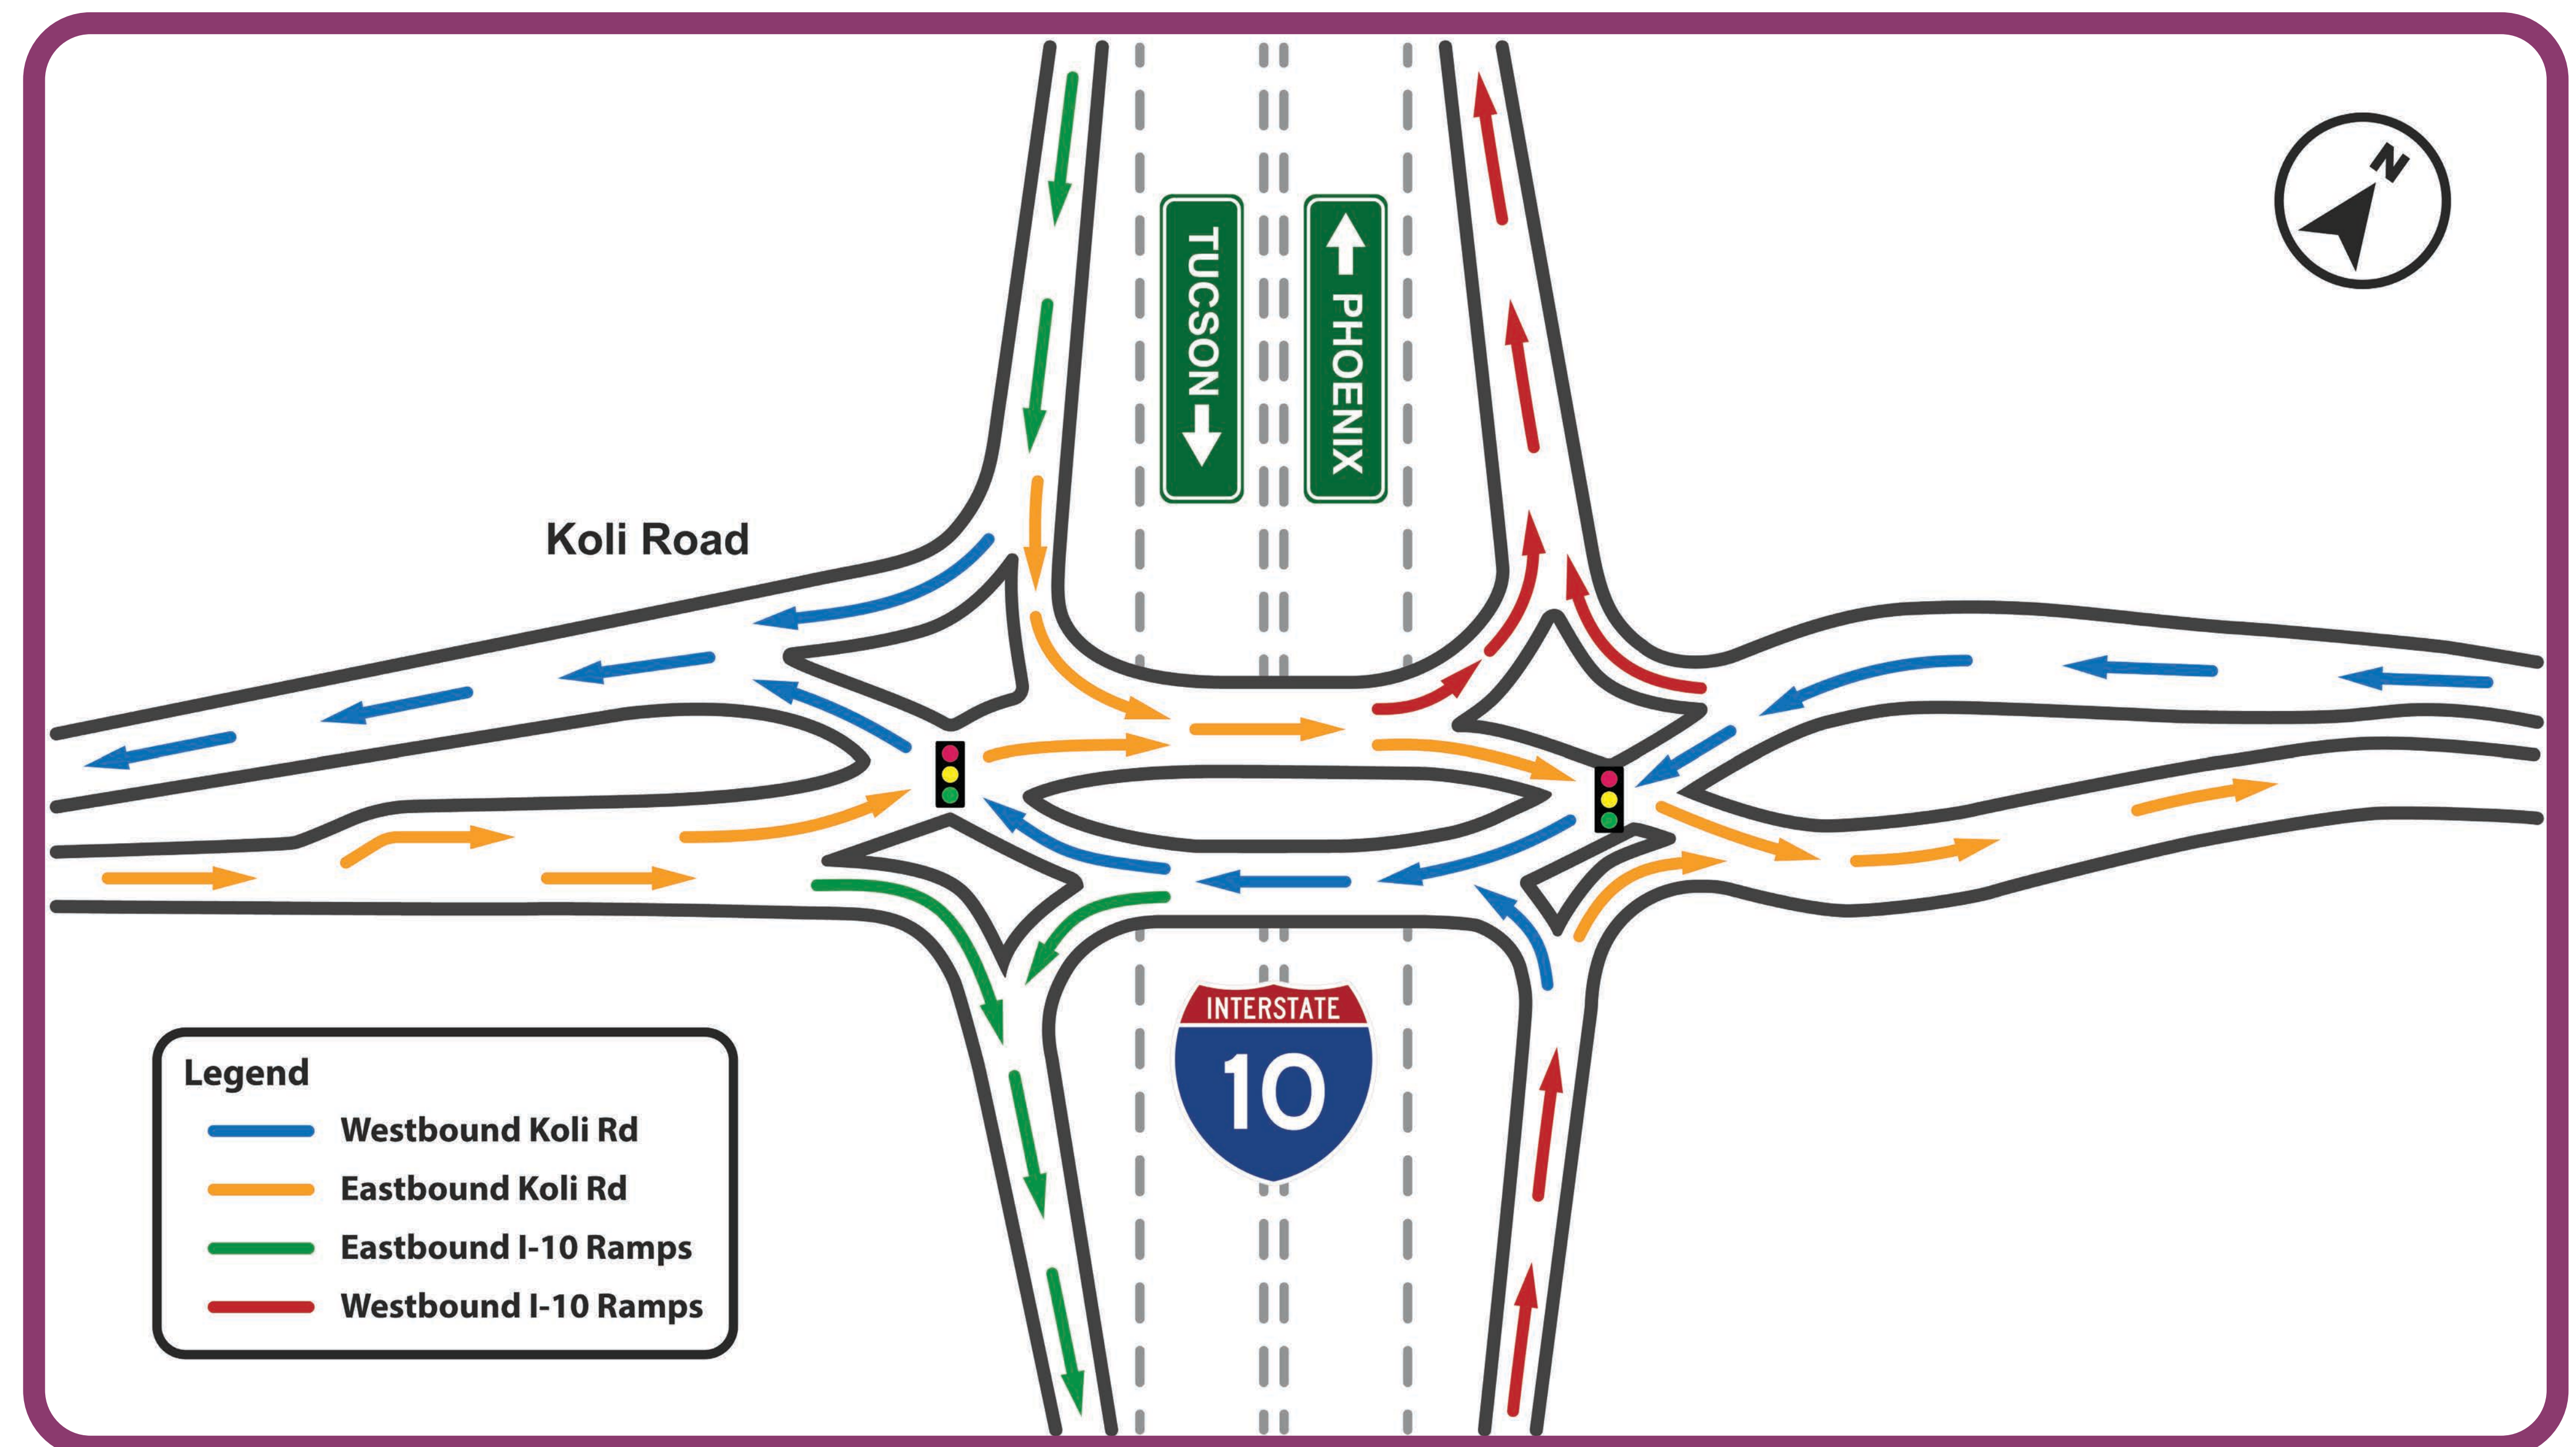 N
TUCSON
PHOENIX
Koli Road
INTERSTATE
10
Legend
Westbound Koli Rd
Eastbound Koli Rd
Eastbound I-10 Ramps
Westbound I-10 Ramps